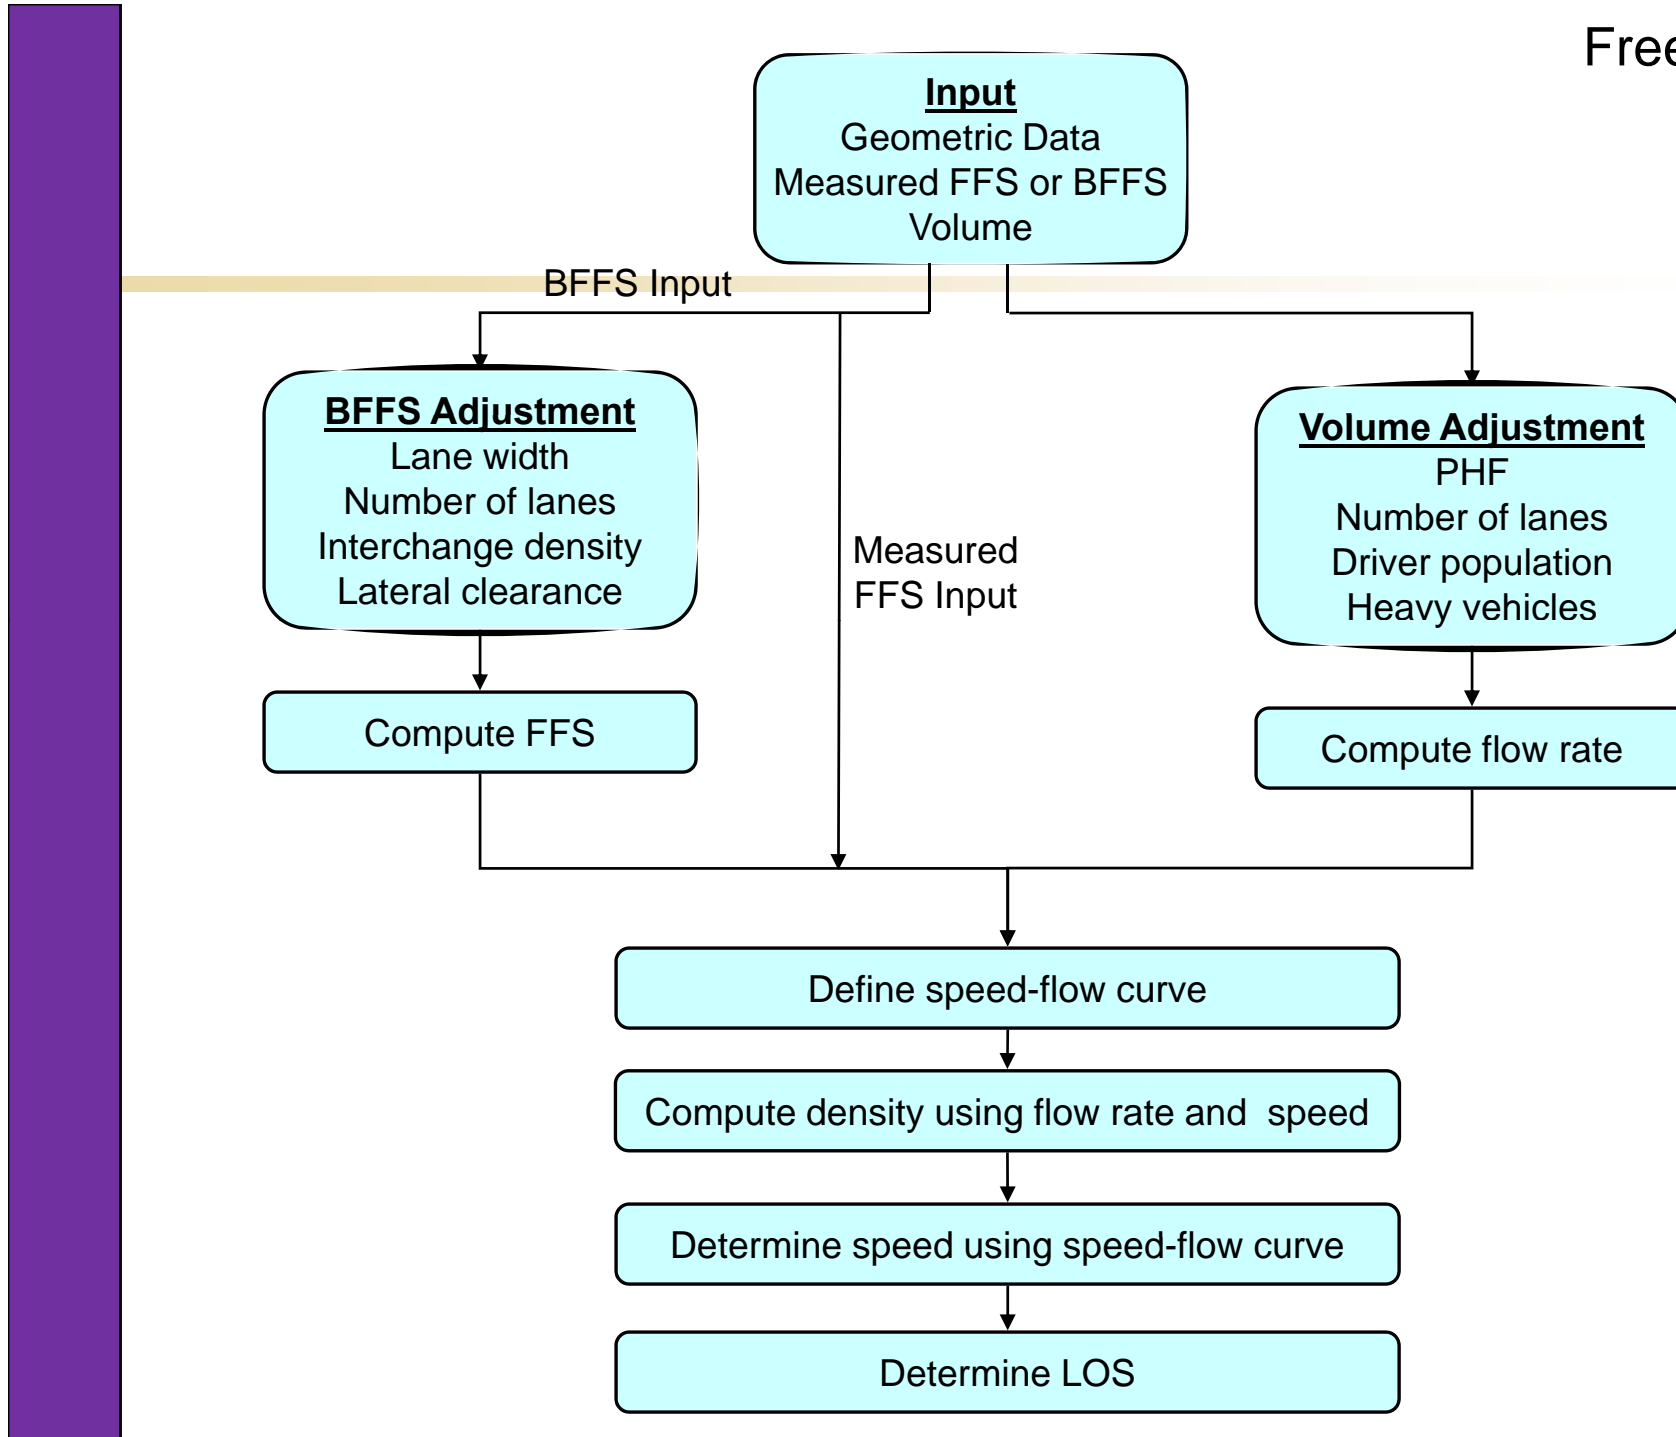 Input
Geometric Data
Measured FFS or BFFS
Volume
BFFS Input
BFFS Adjustment
Lane width
Number of lanes
Interchange density
Lateral clearance
Measured
FFS Input
Volume Adjustment
PHF
Number of lanes
Driver population
Heavy vehicles
Compute FFS
Compute flow rate
Define speed-flow curve
Compute density using flow rate and speed
Determine speed using speed-flow curve
Determine LOS